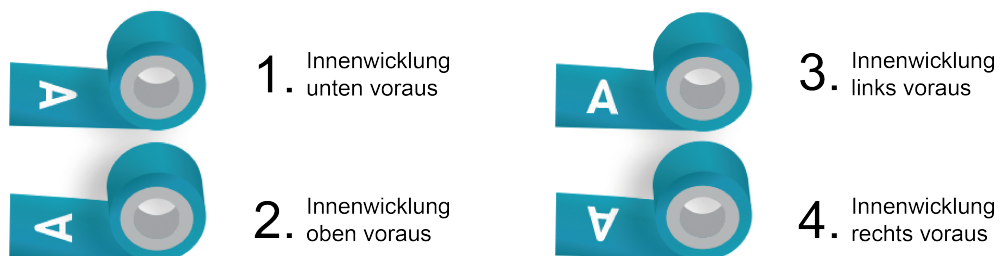 A
1. Innenwicklung
unten voraus
A
2. Innenwicklung
oben voraus
A
3. Innenwicklung
links voraus
A
4. Innenwicklung
rechts voraus